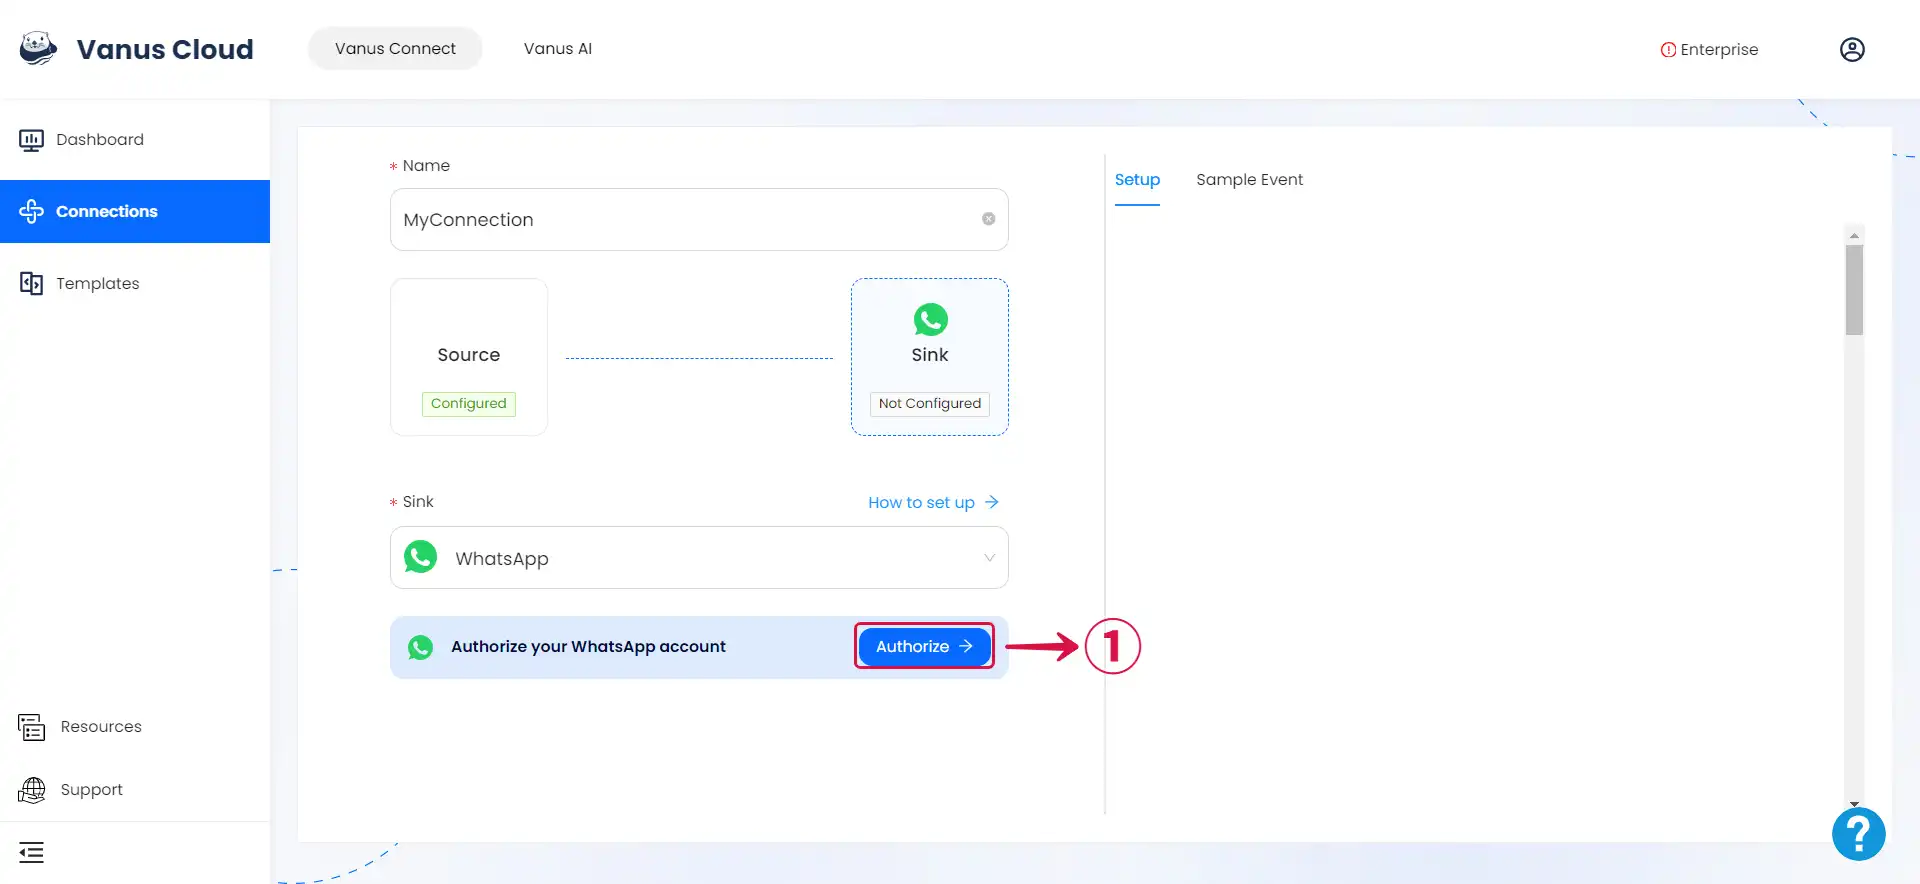 Vanus Cloud
Vanus Connect
Vanus AI
Enterprise
Dashboard
Connections
Templates
Resources
Support
* Name
MyConnection
Source
Configured
Sink
Not Configured
* Sink
How to set up →
WhatsApp
Authorize your WhatsApp account
Authorize →
1
Setup
Sample Event
?